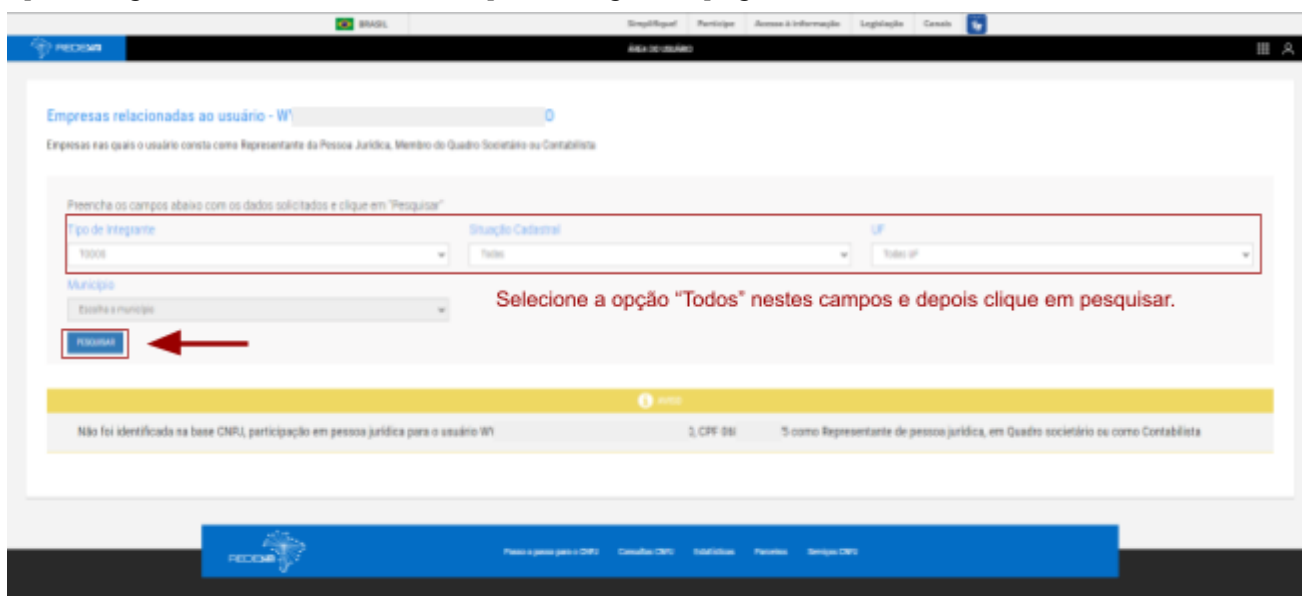 BRASIL
Simplifique! Participe Acesso à informação Legislação Canais
REDESIM
ÁREA DO USUÁRIO
Empresas relacionadas ao usuário - W O
Empresas nas quais o usuário consta como Representante da Pessoa Jurídica, Membro do Quadro Societário ou Contabilista
Preencha os campos abaixo com os dados solicitados e clique em "Pesquisar"
Tipo de Integrante Situação Cadastral UF
TODOS Todas Todas UF
Município
Escolha o município
Selecione a opção “Todos” nestes campos e depois clique em pesquisar.
PESQUISAR
AVISO
Não foi identificada na base CNPJ, participação em pessoa jurídica para o usuário WY , CPF como Representante de pessoa jurídica, em Quadro societário ou como Contabilista
REDESIM
Passo a passo para o CNPJ Consultas CNPJ Estatísticas Parceiros Serviços CNPJ